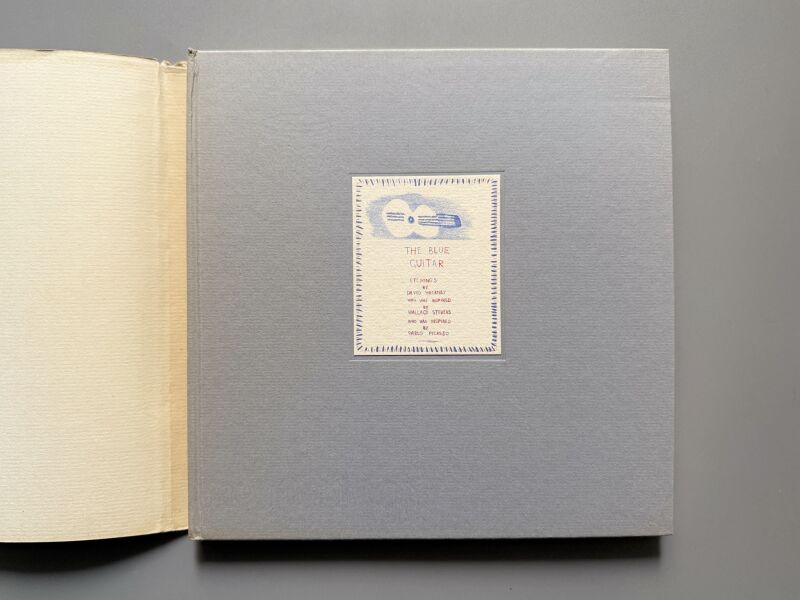 THE BLUE
GUITAR
ETCHINGS
BY
DAVID HOCKNEY
WHO WAS INSPIRED
BY
WALLACE STEVENS
WHO WAS INSPIRED
BY
PABLO PICASSO